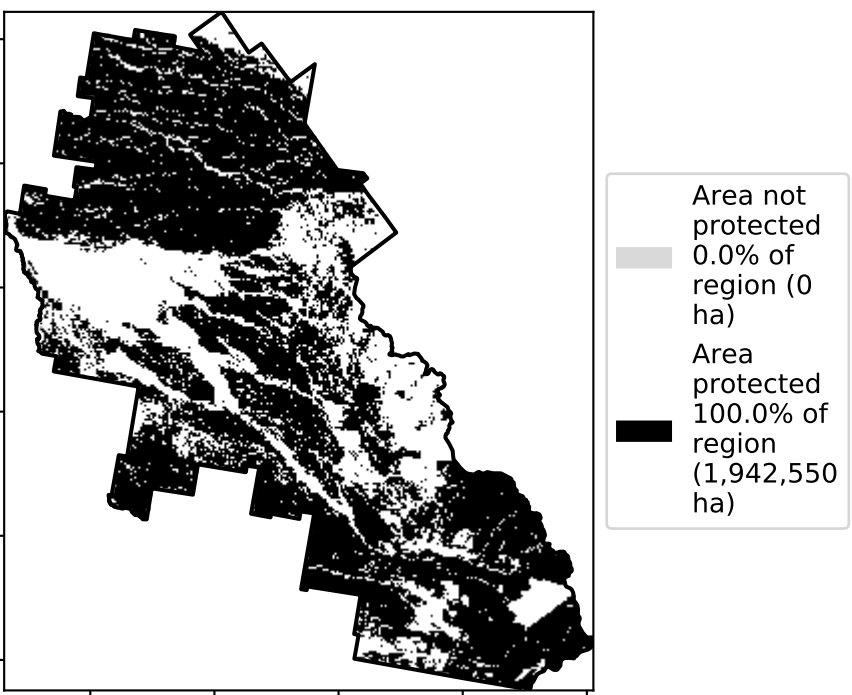 Area not
protected
0.0% of
region (0
ha)
Area
protected
100.0% of
region
(1,942,550
ha)